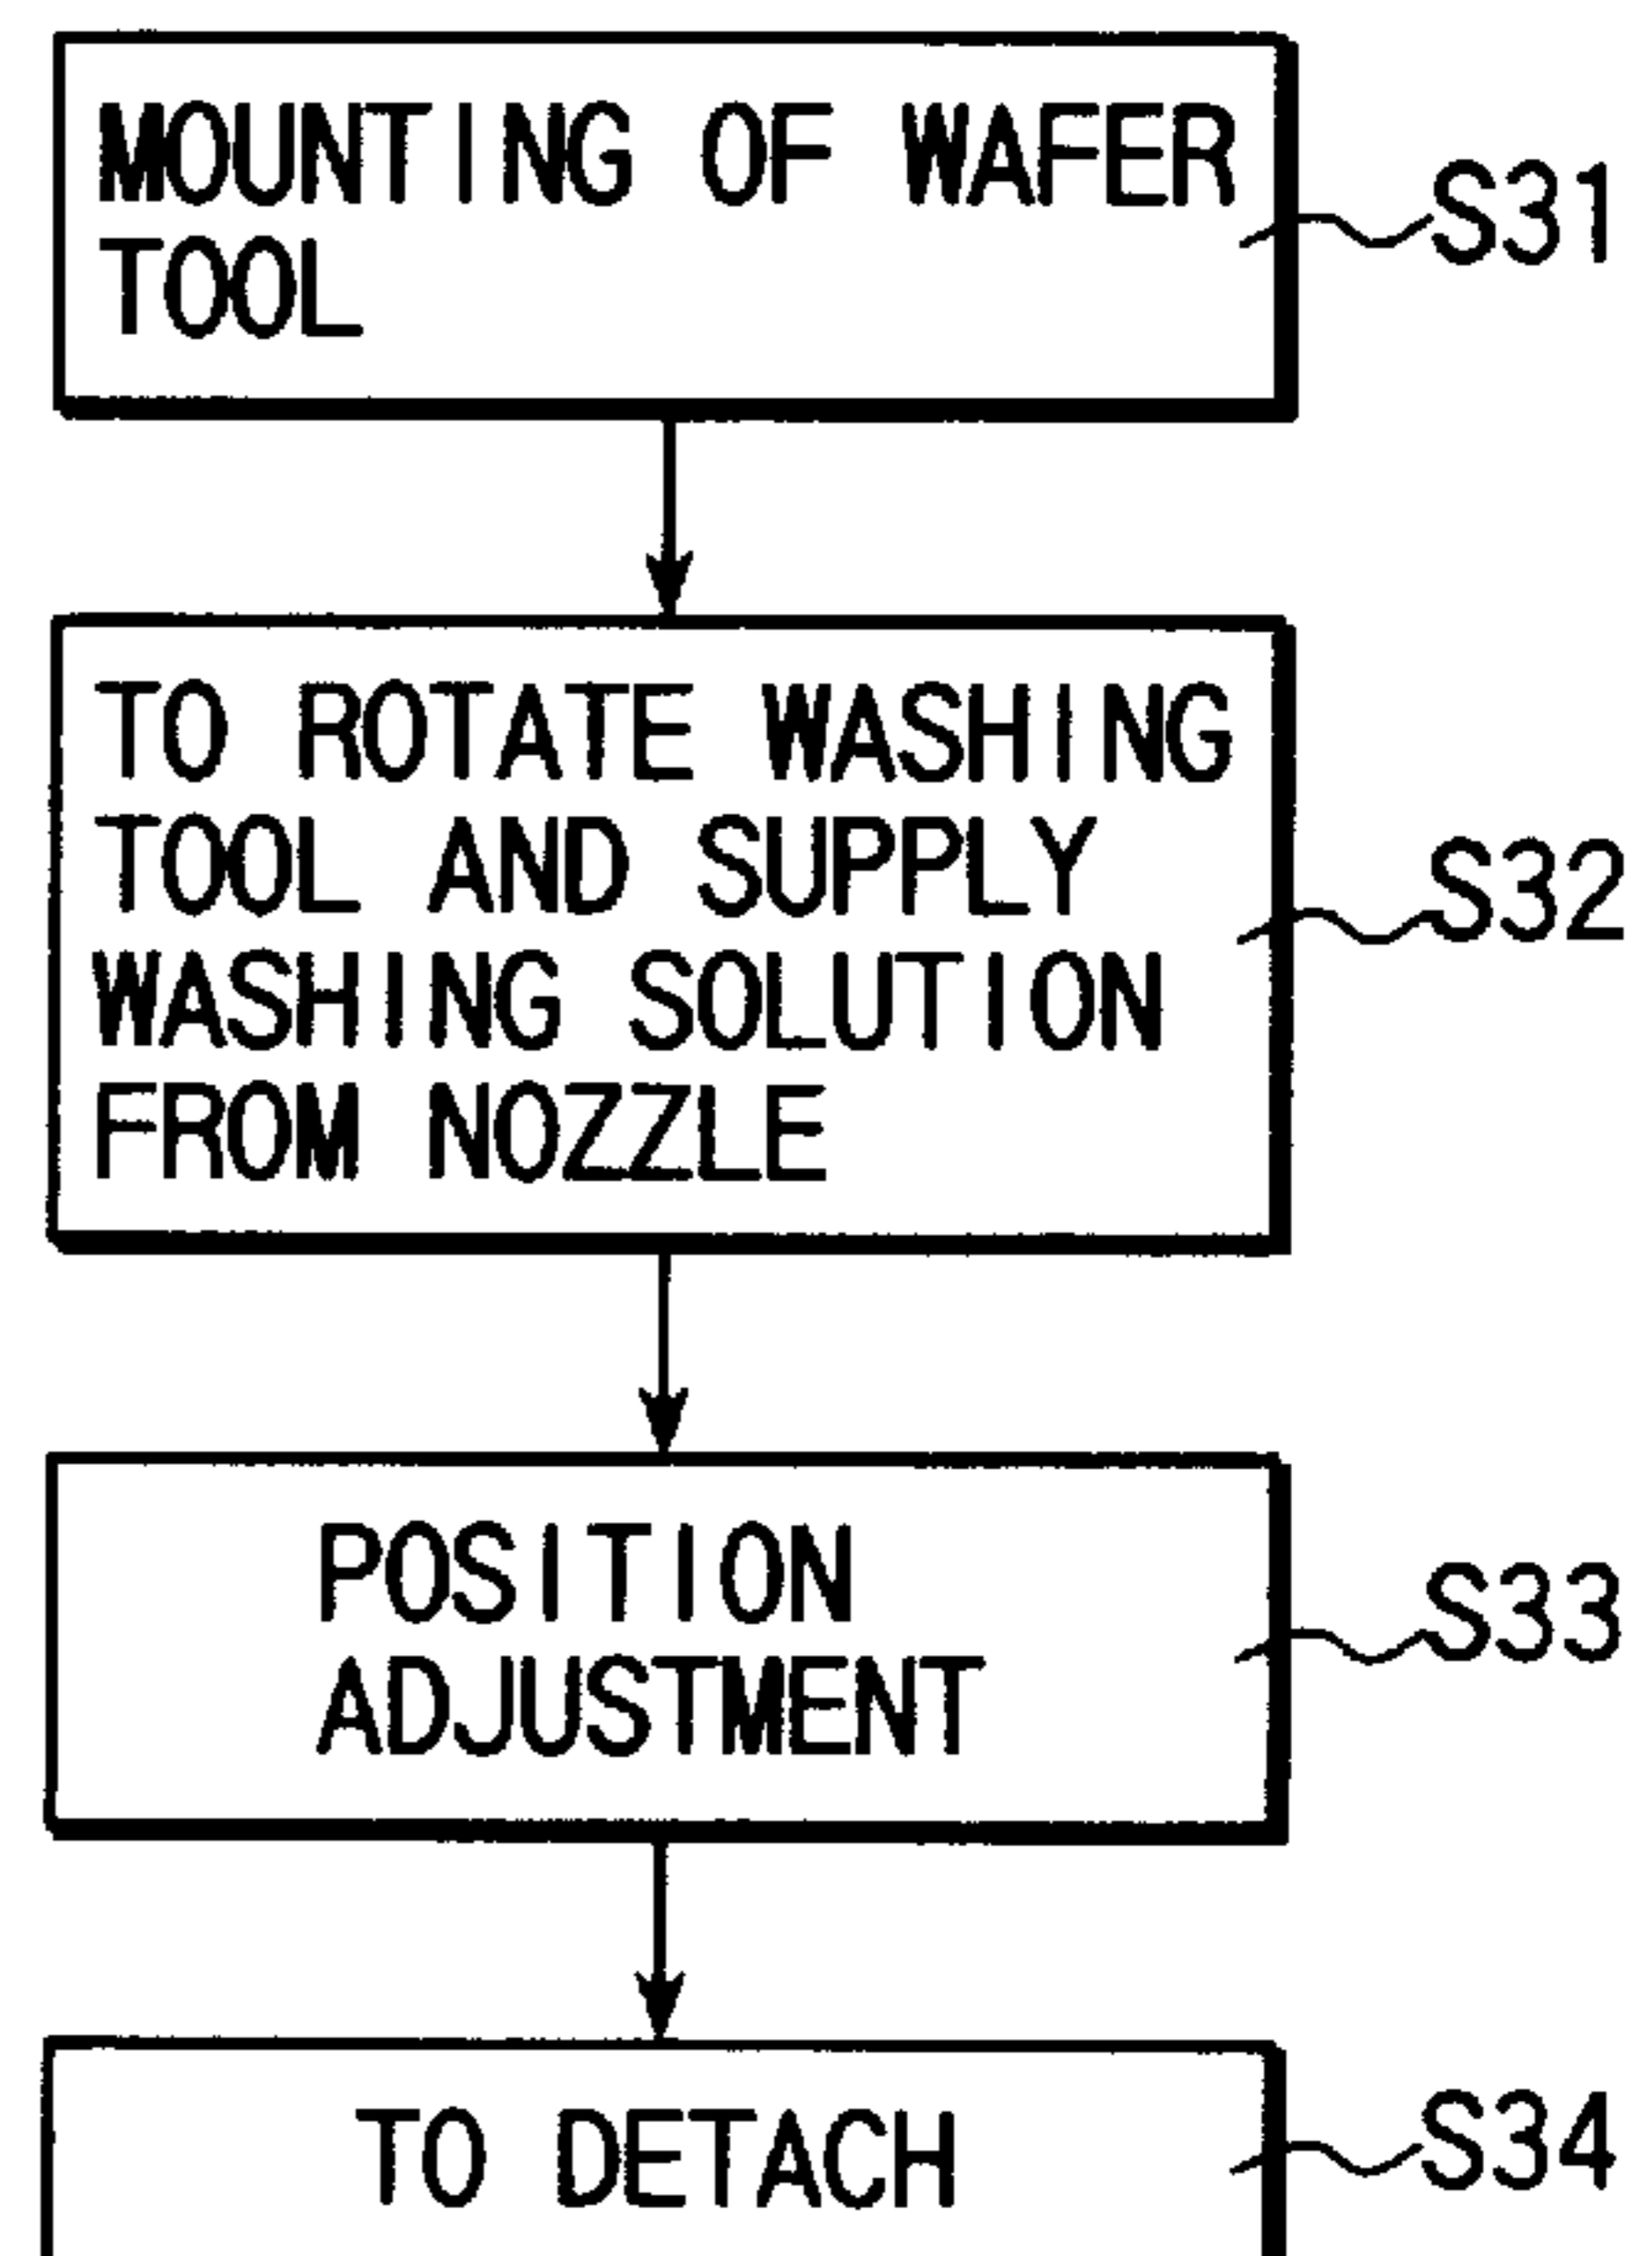 MOUNTING OF WAFER
TOOL
S31
TO ROTATE WASHING
TOOL AND SUPPLY
WASHING SOLUTION
FROM NOZZLE
S32
POSITION
ADJUSTMENT
S33
TO DETACH
S34